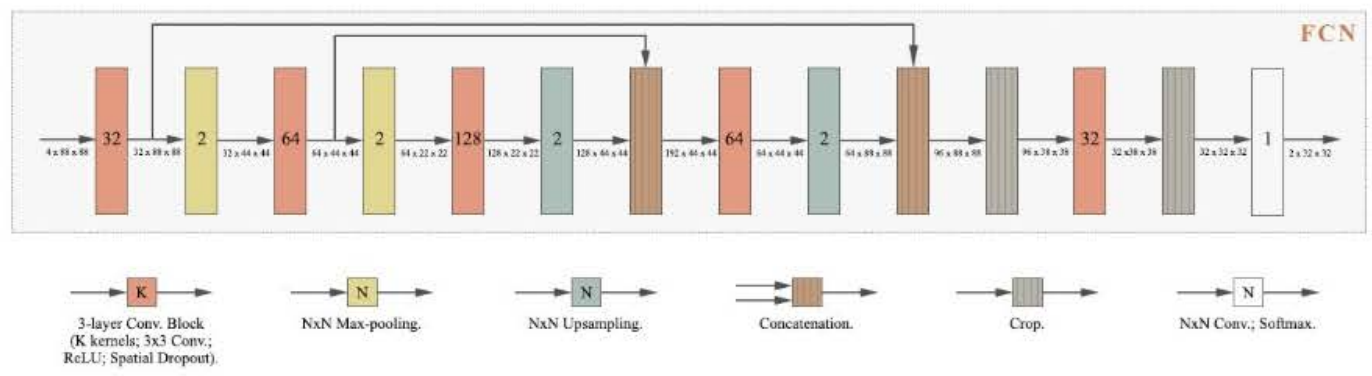 FCN
32
2
64
2
128
2
64
2
32
1
4 x 88 x 88
32 x 88 x 88
32 x 44 x 44
64 x 44 x 44
64 x 22 x 22
128 x 22 x 22
128 x 44 x 44
192 x 44 x 44
64 x 44 x 44
64 x 88 x 88
96 x 88 x 88
96 x 38 x 38
32 x38 x 38
32 x 32 x 32
2 x 32 x 32
K
N
N
N
3-layer Conv. Block
(K kernels; 3x3 Conv.;
ReLU; Spatial Dropout).
NxN Max-pooling.
NxN Upsampling.
Concatenation.
Crop.
NxN Conv.; Softmax.